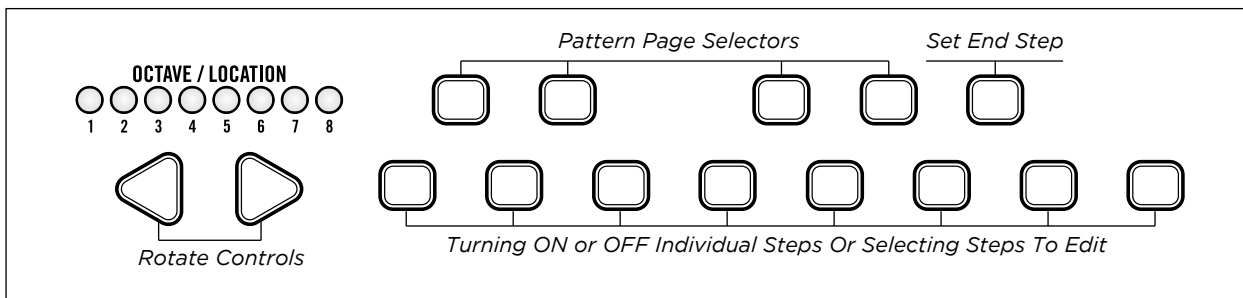 Pattern Page Selectors
Set End Step
OCTAVE / LOCATION
1 2 3 4 5 6 7 8
Turning ON or OFF Individual Steps Or Selecting Steps To Edit
Rotate Controls